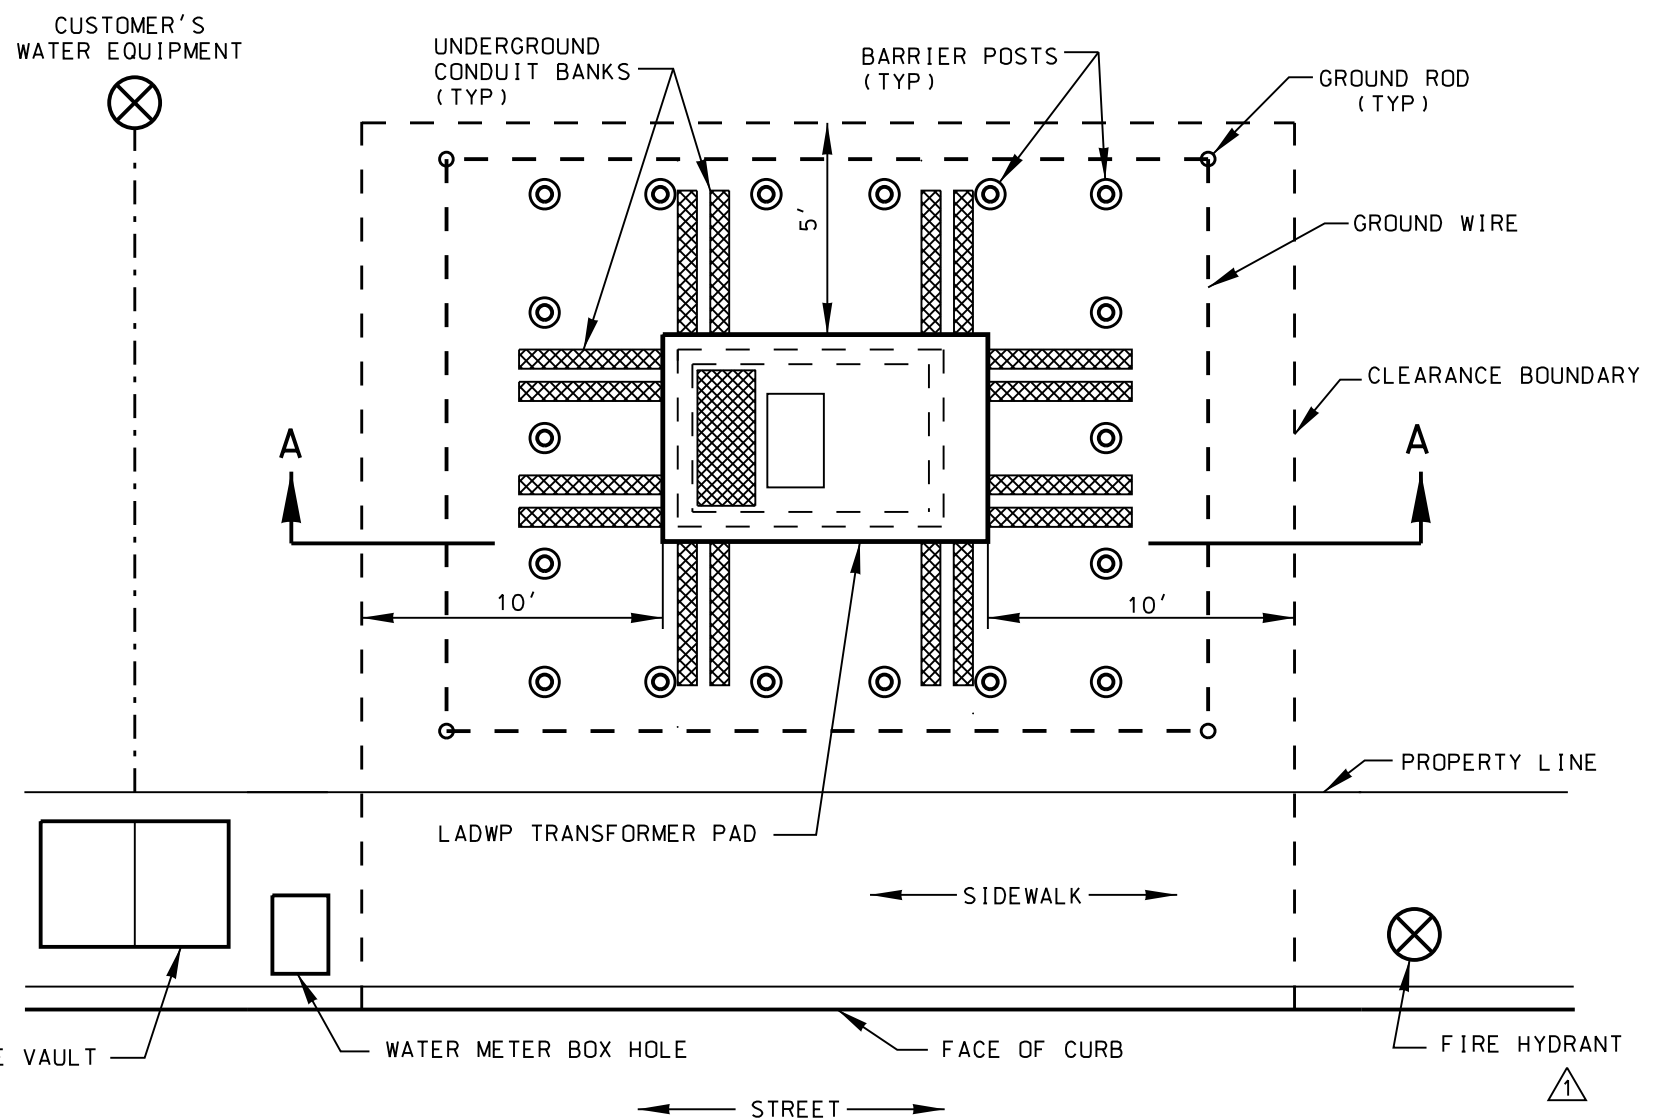 CUSTOMER'S
WATER EQUIPMENT
UNDERGROUND
CONDUIT BANKS
(TYP)
BARRIER POSTS
(TYP)
GROUND ROD
(TYP)
5'
GROUND WIRE
CLEARANCE BOUNDARY
A
A
10'
10'
PROPERTY LINE
LADWP TRANSFORMER PAD
SIDEWALK
VAULT
WATER METER BOX HOLE
FACE OF CURB
FIRE HYDRANT
1
STREET